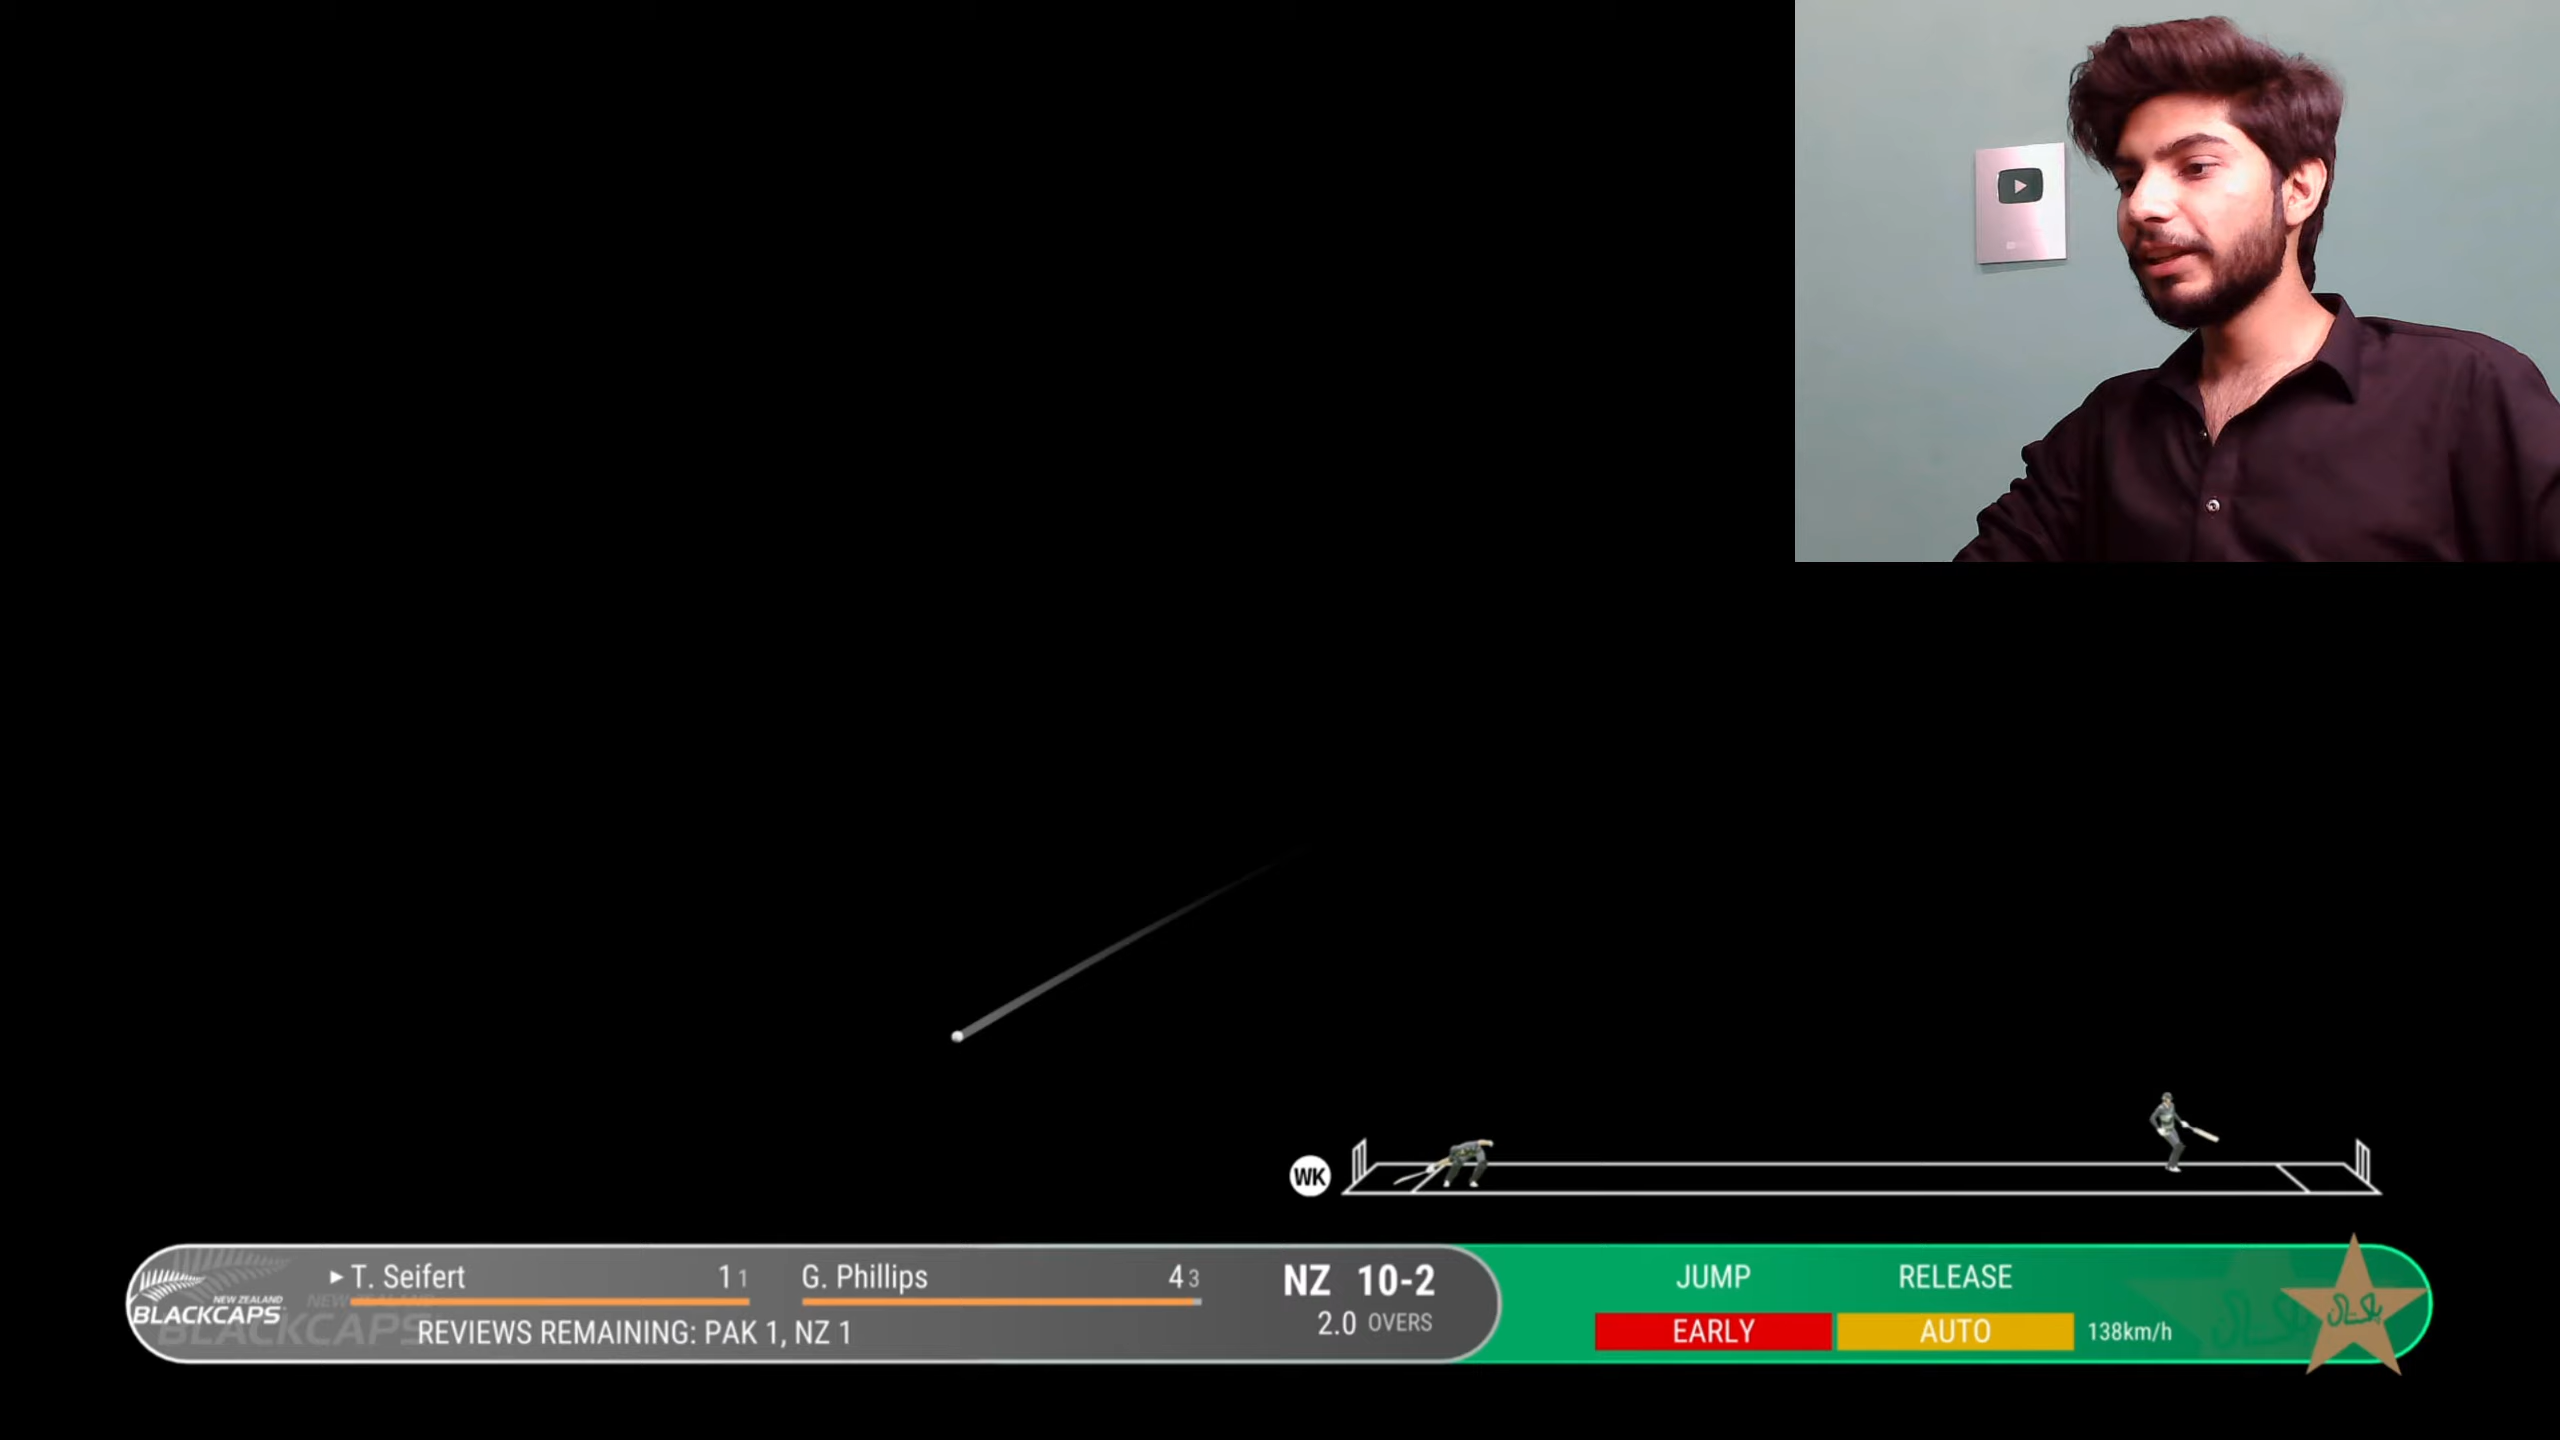 WK
T. Seifert 1 1 G. Phillips 4 3 NZ 10-2
REVIEWS REMAINING: PAK 1, NZ 1 2.0 OVERS
NEW ZEALAND
BLACKCAPS
JUMP RELEASE
EARLY AUTO 138km/h